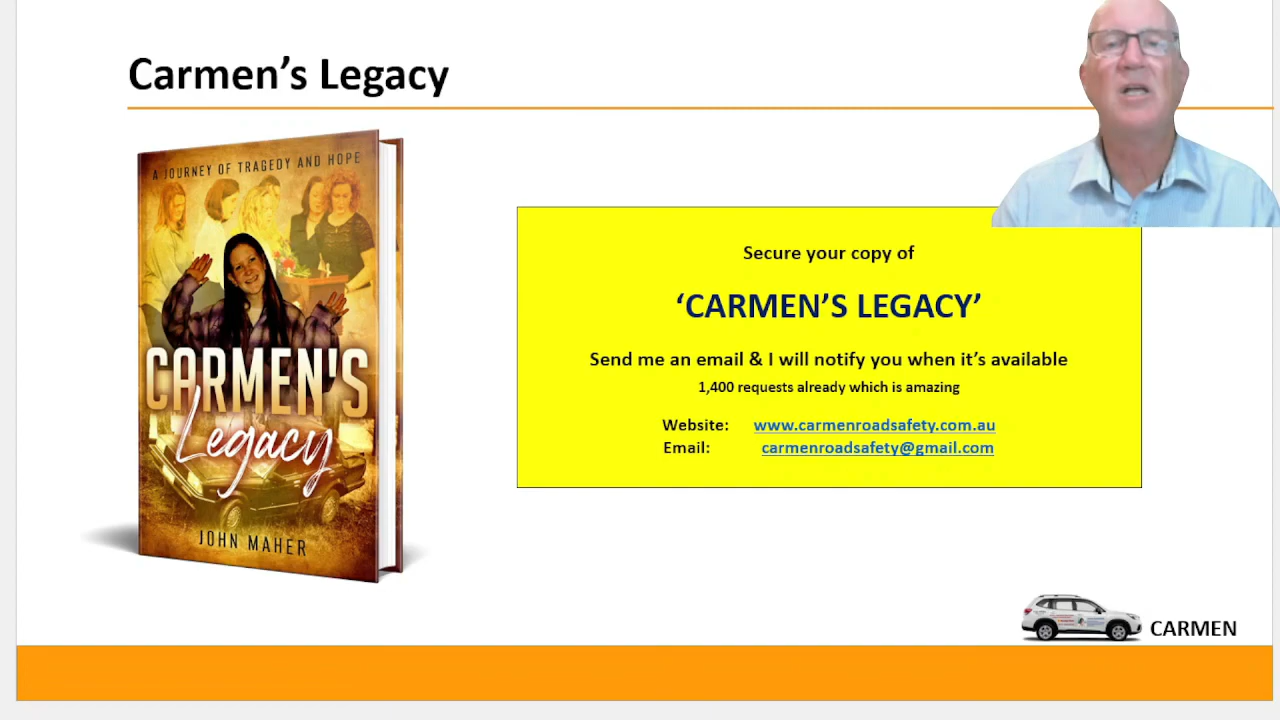 Carmen’s Legacy
A JOURNEY OF TRAGEDY AND HOPE
CARMEN'S
Legacy
JOHN MAHER
Secure your copy of
‘CARMEN’S LEGACY’
Send me an email & I will notify you when it’s available
1,400 requests already which is amazing
Website: www.carmenroadsafety.com.au
Email: carmenroadsafety@gmail.com
CARMEN